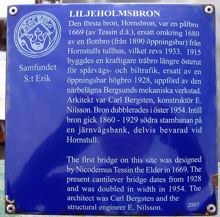 LILJEHOLMSBRON
Den första bron, Hornsbron, var en pålbro
1669 (av Tessin d.ä.), ersatt omkring 1680
av en flottbro (från 1890 öppningsbar) från
Hornstulls tullhus, vilket revs 1933. 1915
byggdes en kraftigare träbro längre österut
för spårvägs- och biltrafik, ersatt av en
öppningsbar högbro 1928, uppförd av den
närbelägna Bergsunds mekaniska verkstad.
Arkitekt var Carl Bergsten, konstruktör E.
Nilsson. Bron dubblerades i öster 1954. Intill
bron gick 1860 - 1929 södra stambanan på
en järnvägsbank, delvis bevarad vid
Hornstull.
Samfundet
S:t Erik
The first bridge on this site was designed
by Nicodemus Tessin the Elder in 1669. The
present cantilever bridge dates from 1928
and was doubled in width in 1954. The
architect was Carl Bergsten and the
structural engineer E. Nilsson.
2007